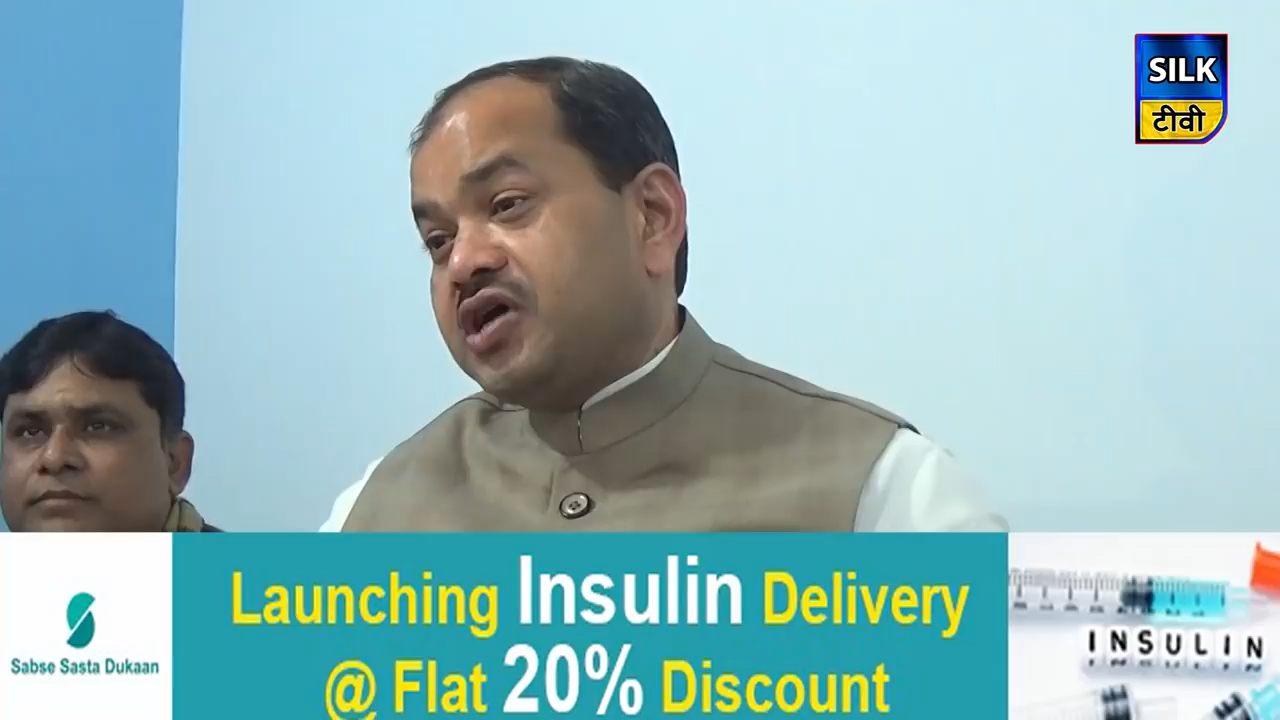 SILK
टीवी
Launching Insulin Delivery
@ Flat 20% Discount
Sabse Sasta Dukaan
INSULIN